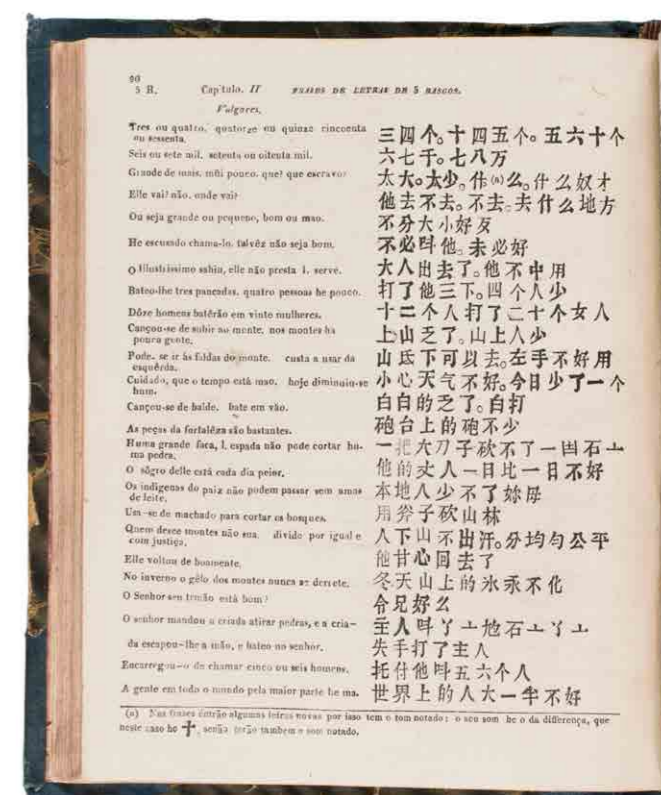 90
5 R. Capitulo. II PHRASES DE LETRAS DE 5 RASGOS.
Vulgares.
Tres ou quatro. quatorze ou quinze cincoenta 三四个。十四五个。五六十个
ou sessenta.
Seis ou sete mil. setenta ou oitenta mil. 六七千。七八万
Grande de mais. mũi pouco. que? que escravo? 太大。太少。什(a)么。什么奴才
Elle vai? não. onde vai? 他去不去。不去。去什么地方
Ou seja grande ou pequeno, bom ou mao. 不分大小好歹
He escusado chama-lo. talvêz não seja bom. 不必叫他。未必好
O Illustrissimo sahiu, elle não presta l. serve. 大人出去了。他不中用
Bateo-lhe tres pancadas. quatro pessoas he pouco. 打了他三下。四个人少
Dôze homens batêrão em vinte mulheres. 十二个人打了二十个女人
Cançou-se de subir ao monte. nos montes ha 上山乏了。山上人少
pouca gente.
Pode-se ir ás faldas do monte. custa a usar da 山底下可以去。左手不好用
esquêrda.
Cuidado, que o tempo está mao. hoje diminuio-se 小心天气不好。今日少了一个
hum.
Cançou-se de balde. bate em vão. 白白的乏了。白打
As peças da fortalêza são bastantes. 砲台上的砲不少
Huma grande faca, l. espada não pode cortar hu- 一把大刀子砍不了一凷石
ma pedra.
O sôgro delle está cada dia peior. 他的丈人一日比一日不好
Os indigenas do paiz não podem passar sem amas 本地人少不了妳母
de leite.
Usa-se de machado para cortar os bosques. 用斧子砍山林
Quem desce montes não sua. divide por igual e 人下山不出汗。分均匀公平
com justiça.
Elle voltou de boamente. 他甘心回去了
No inverno o gêlo dos montes nunca se derrete. 冬天山上的氷永不化
O Senhor seu irmão está bom? 令兄好么
O senhor mandou a criada atirar pedras, e a cria- 主人叫丫亠 石亠丫亠
da escapou-lhe a mão, e bateo no senhor. 失手打了主人
Encarregou-o de chamar cinco ou seis homens. 托付他叫五六个人
A gente em todo o mundo pela maior parte he ma. 世界上的人大一半不好
(a) Nas frases entrão algumas letras novas por isso tem o tom notado: o seu som he o da differença, que
neste caso he 十, senão terão tambem o som notado.